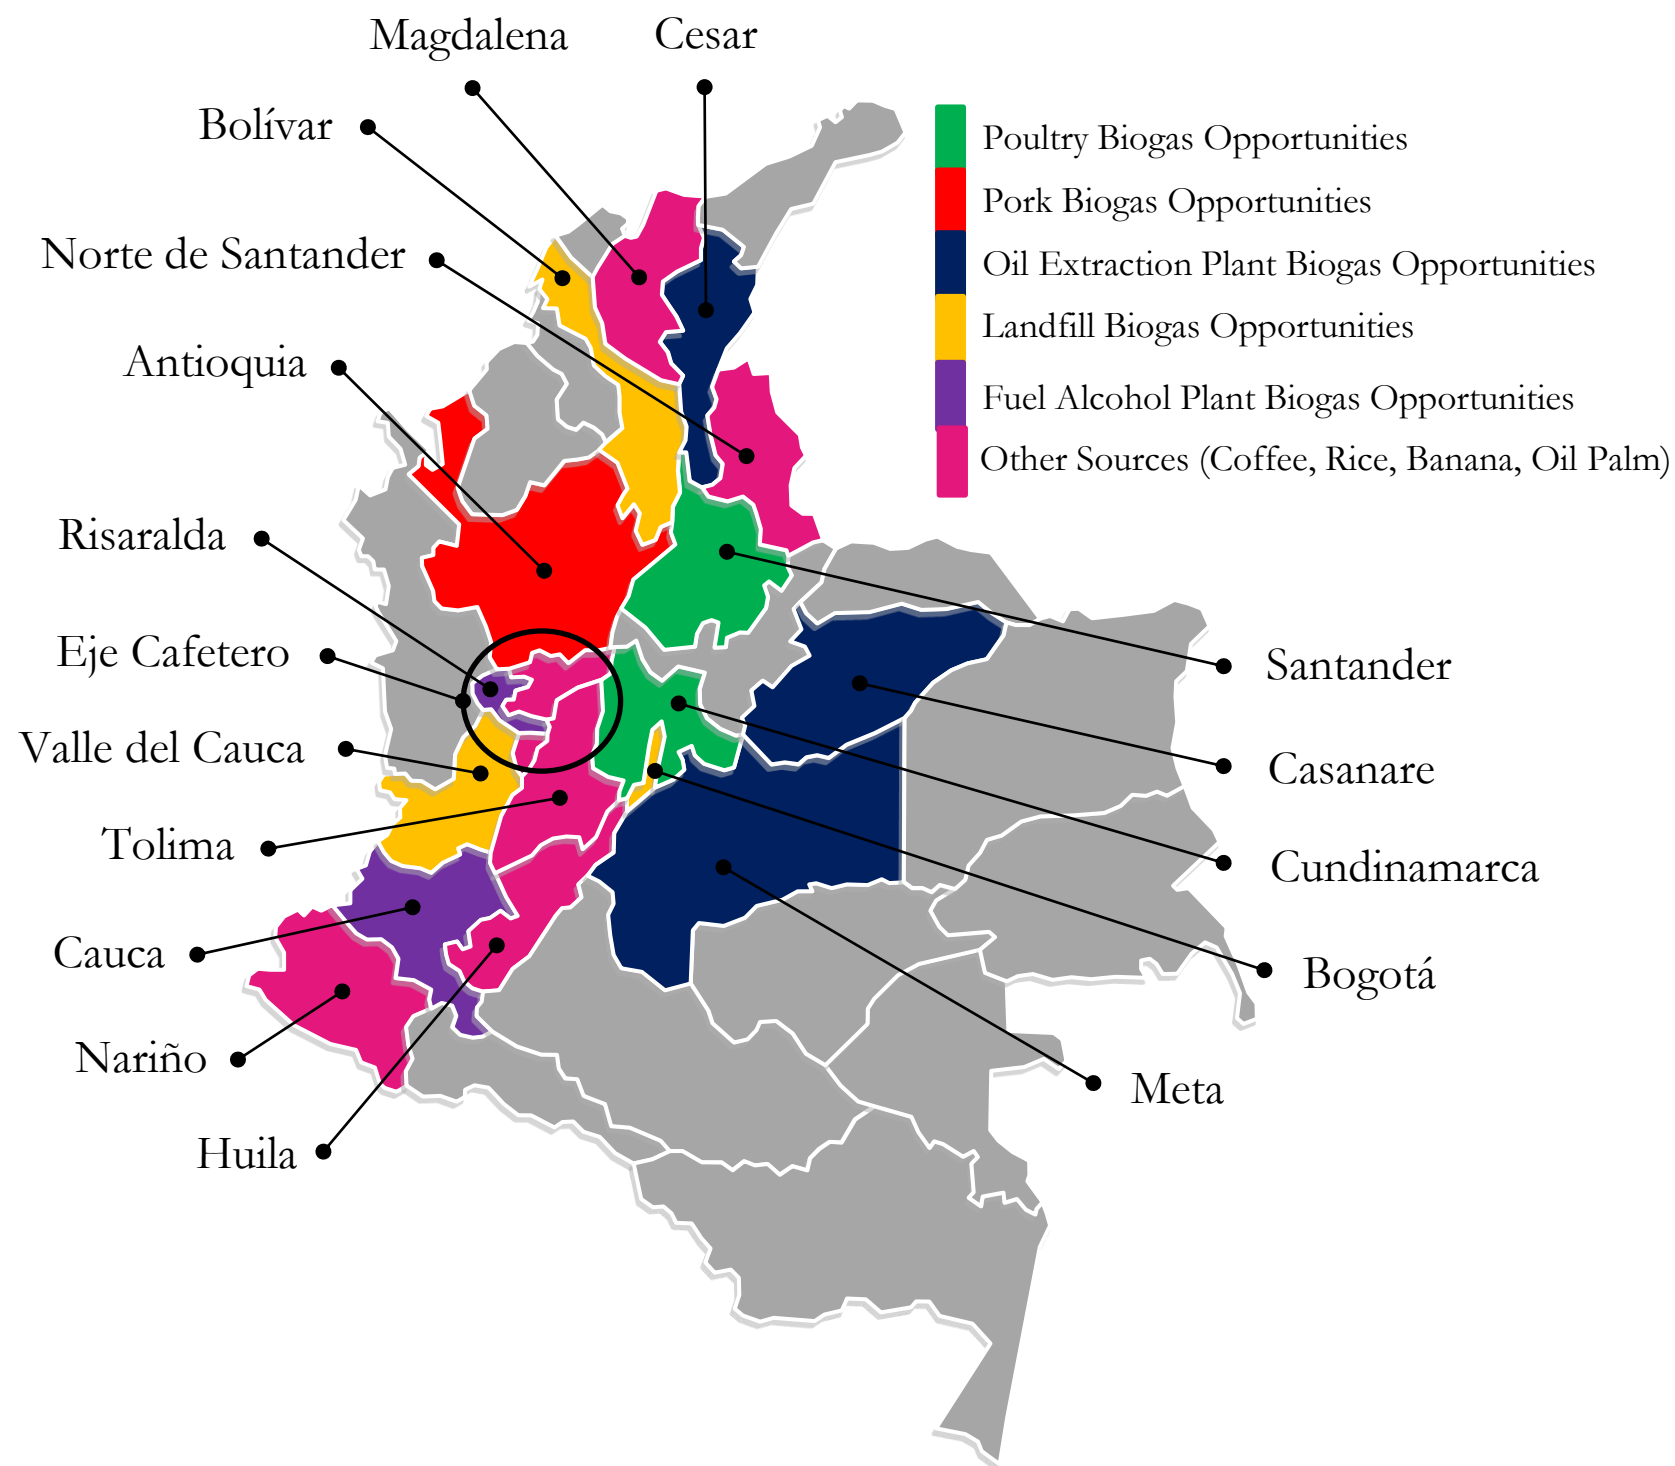 Magdalena
Cesar
Bolívar
Norte de Santander
Antioquia
Risaralda
Eje Cafetero
Valle del Cauca
Tolima
Cauca
Nariño
Huila
Poultry Biogas Opportunities
Pork Biogas Opportunities
Oil Extraction Plant Biogas Opportunities
Landfill Biogas Opportunities
Fuel Alcohol Plant Biogas Opportunities
Other Sources (Coffee, Rice, Banana, Oil Palm)
Santander
Casanare
Cundinamarca
Bogotá
Meta